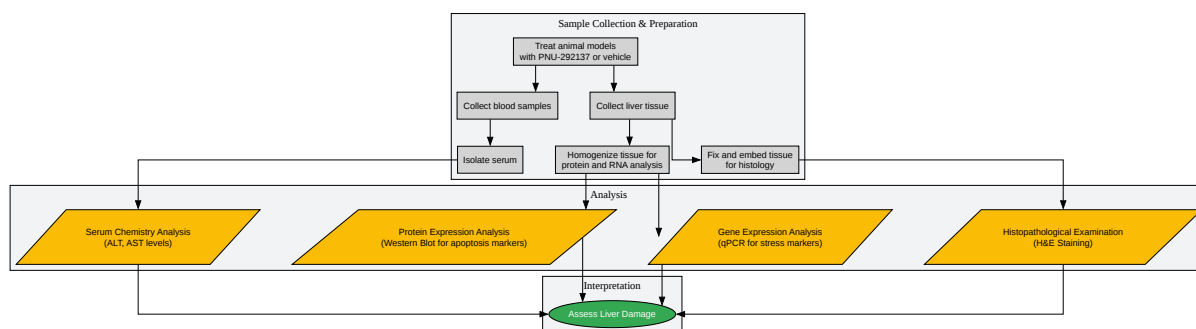 Sample Collection & Preparation
Treat animal models
with PNU-292137 or vehicle
Collect blood samples
Collect liver tissue
Isolate serum
Homogenize tissue for
protein and RNA analysis
Fix and embed tissue
for histology
Analysis
Serum Chemistry Analysis
(ALT, AST levels)
Protein Expression Analysis
(Western Blot for apoptosis markers)
Gene Expression Analysis
(qPCR for stress markers)
Histopathological Examination
(H&E Staining)
Interpretation
Assess Liver Damage